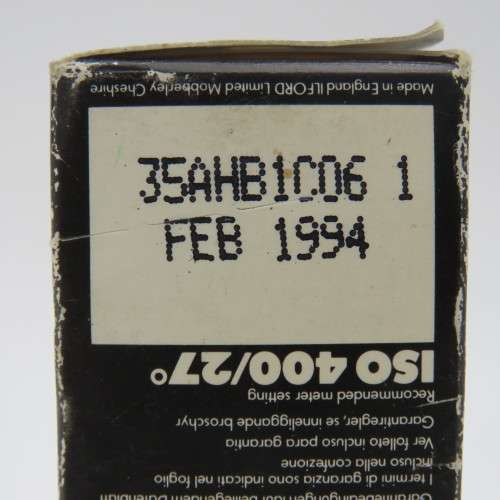 35AHB1C06 1
FEB 1994
Made in England ILFORD Limited Mobberley Cheshire
ISO 400/27°
Recommended meter setting
Garantiregler, se inneliggande broschyr
Ver folleto incluso para garantia
incluso nella confezione
I termini di garanzia sono indicati nel foglio